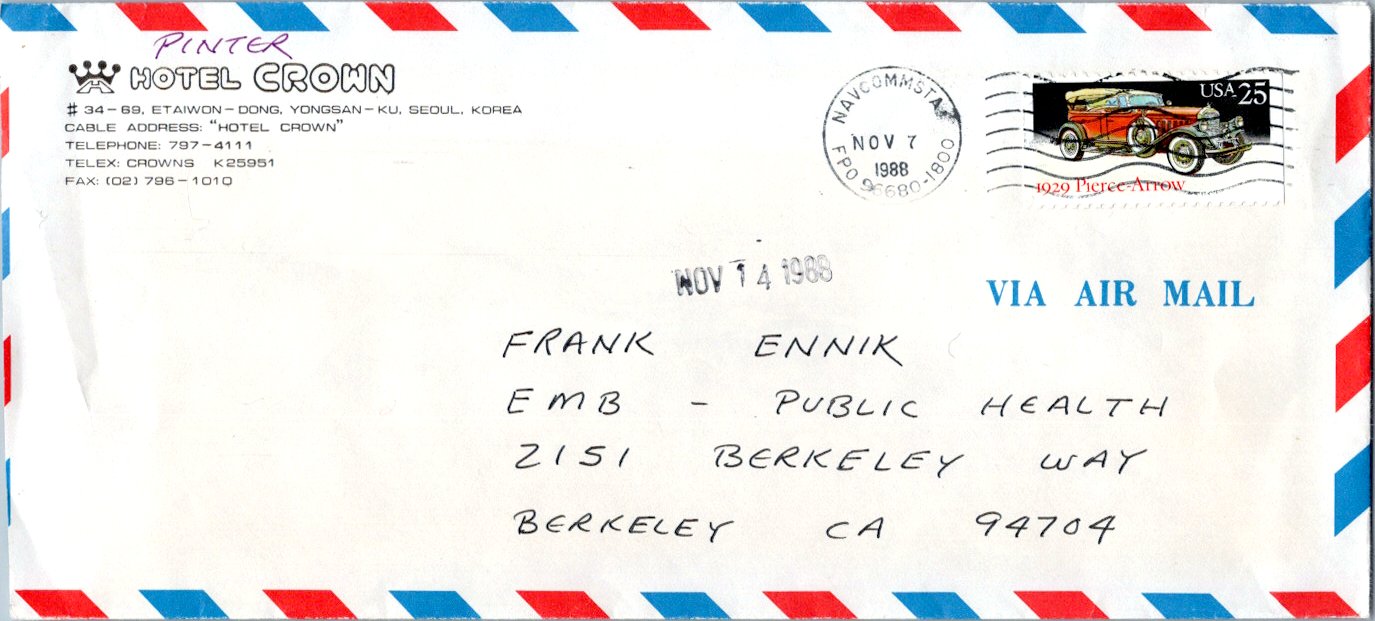 PINTER
HOTEL CROWN
# 34-69, ETAIWON-DONG, YONGSAN-KU, SEOUL, KOREA
CABLE ADDRESS: "HOTEL CROWN"
TELEPHONE: 797-4111
TELEX: CROWNS K25951
FAX: (02) 796-1010
NAVCOMMSTA
NOV 7
1988
FPO 96680-1800
USA 25
1929 Pierce-Arrow
NOV 14 1988
VIA AIR MAIL
FRANK ENNIK
EMB - PUBLIC HEALTH
2151 BERKELEY WAY
BERKELEY CA 94704